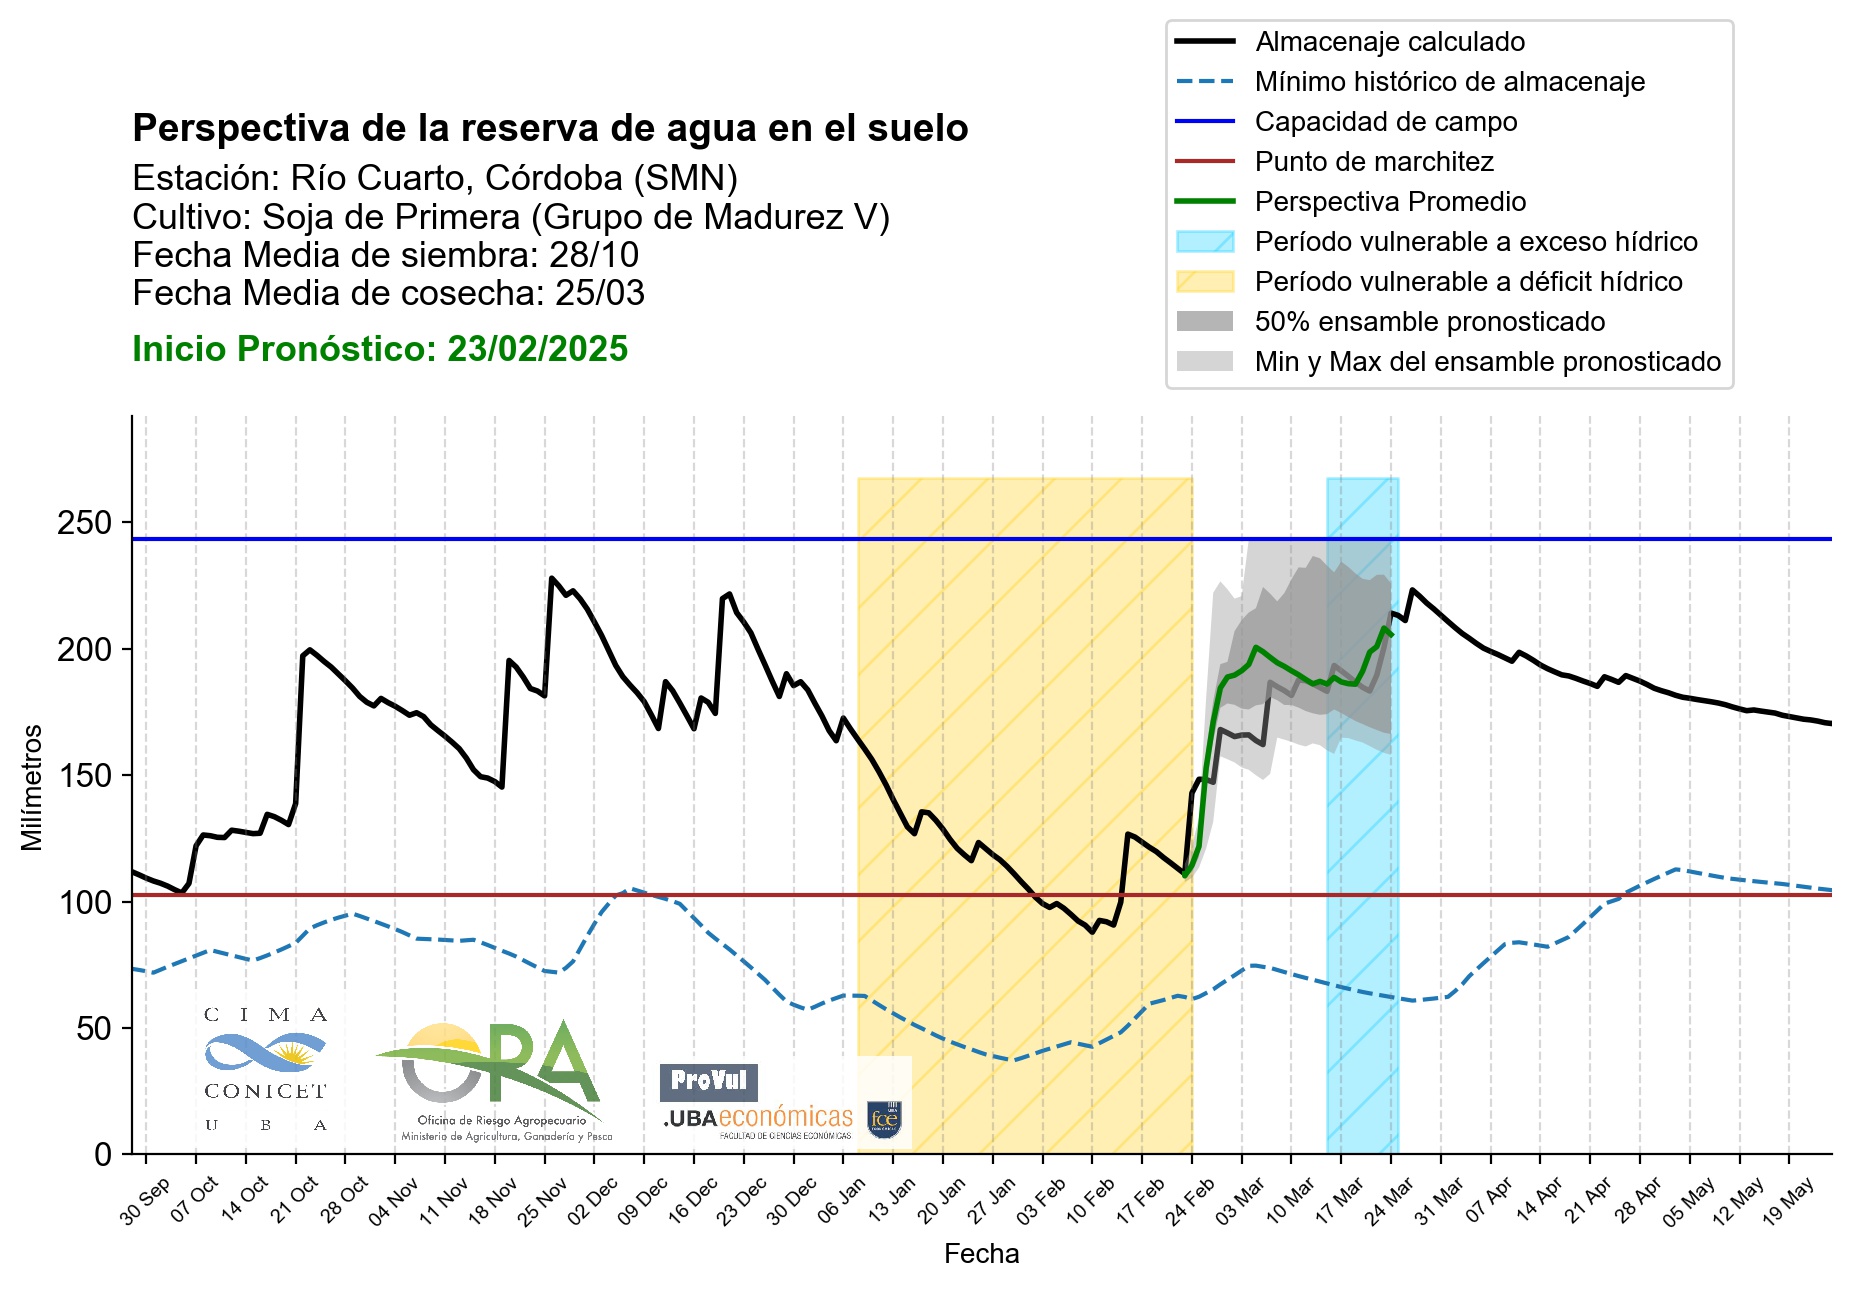 Almacenaje calculado
Mínimo histórico de almacenaje
Capacidad de campo
Punto de marchitez
Perspectiva Promedio
Período vulnerable a exceso hídrico
Período vulnerable a déficit hídrico
50% ensamble pronosticado
Min y Max del ensamble pronosticado
Perspectiva de la reserva de agua en el suelo
Estación: Río Cuarto, Córdoba (SMN)
Cultivo: Soja de Primera (Grupo de Madurez V)
Fecha Media de siembra: 28/10
Fecha Media de cosecha: 25/03
Inicio Pronóstico: 23/02/2025
Milímetros
250
200
150
100
50
0
C I M A
CONICET
U B A
ORA
Oficina de Riesgo Agropecuario
Ministerio de Agricultura, Ganadería y Pesca
ProVul
.UBAeconómicas
FACULTAD DE CIENCIAS ECONÓMICAS
fce
30 Sep
07 Oct
14 Oct
21 Oct
28 Oct
04 Nov
11 Nov
18 Nov
25 Nov
02 Dec
09 Dec
16 Dec
23 Dec
30 Dec
06 Jan
13 Jan
20 Jan
27 Jan
03 Feb
10 Feb
17 Feb
24 Feb
03 Mar
10 Mar
17 Mar
24 Mar
31 Mar
07 Apr
14 Apr
21 Apr
28 Apr
05 May
12 May
19 May
Fecha